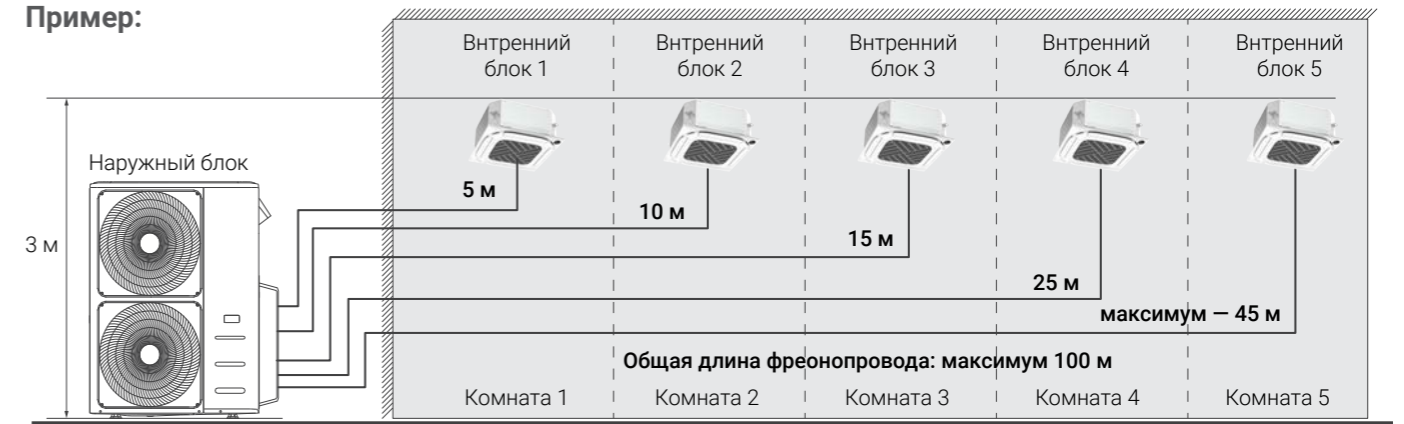 Пример:
Внтренний
блок 1
Внтренний
блок 2
Внтренний
блок 3
Внтренний
блок 4
Внтренний
блок 5
Наружный блок
3 м
5 м
10 м
15 м
25 м
максимум — 45 м
Общая длина фреонопровода: максимум 100 м
Комната 1
Комната 2
Комната 3
Комната 4
Комната 5